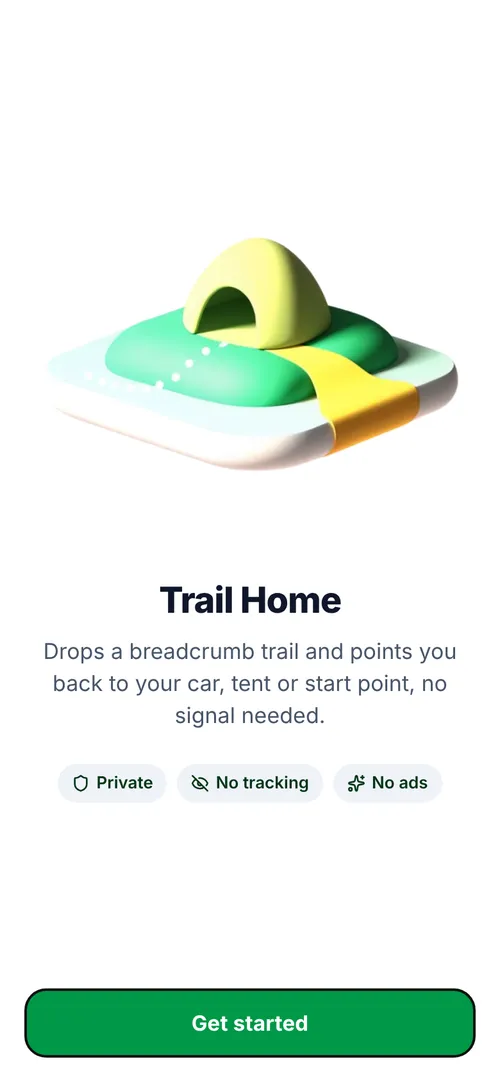 Trail Home
Drops a breadcrumb trail and points you
back to your car, tent or start point, no
signal needed.
Private
No tracking
No ads
Get started